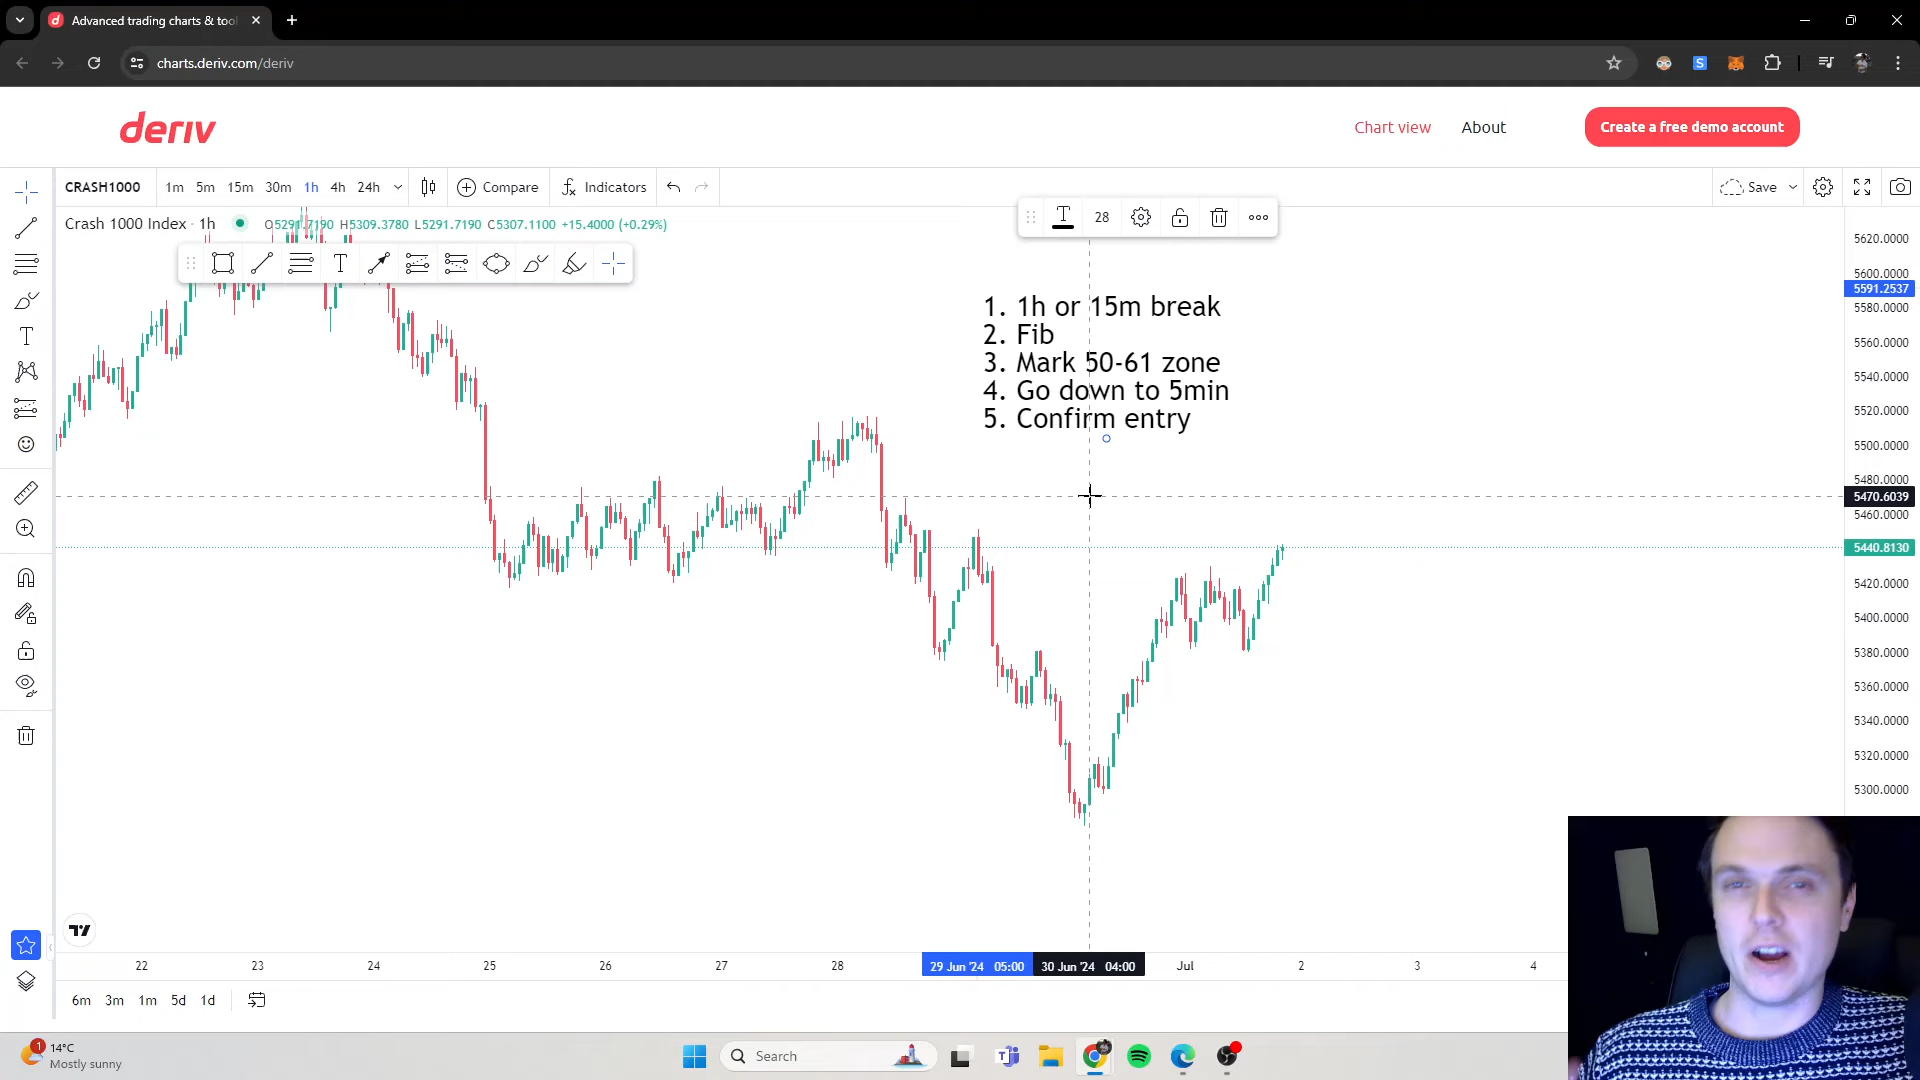 Advanced trading charts & tool
charts.deriv.com/deriv
deriv
Chart view
About
Create a free demo account
CRASH1000
1m 5m 15m 30m 1h 4h 24h
Compare
Indicators
Save
Crash 1000 Index · 1h
O5291.7190 H5309.3780 L5291.7190 C5307.1100 +15.4000 (+0.29%)
28
1. 1h or 15m break
2. Fib
3. Mark 50-61 zone
4. Go down to 5min
5. Confirm entry
5620.0000
5600.0000
5591.2537
5580.0000
5560.0000
5540.0000
5520.0000
5500.0000
5480.0000
5470.6039
5460.0000
5440.8130
5420.0000
5400.0000
5380.0000
5360.0000
5340.0000
5320.0000
5300.0000
22 23 24 25 26 27 28 29 Jun '24 05:00 30 Jun '24 04:00 Jul 2 3 4
6m 3m 1m 5d 1d
1
14°C
Mostly sunny
Search